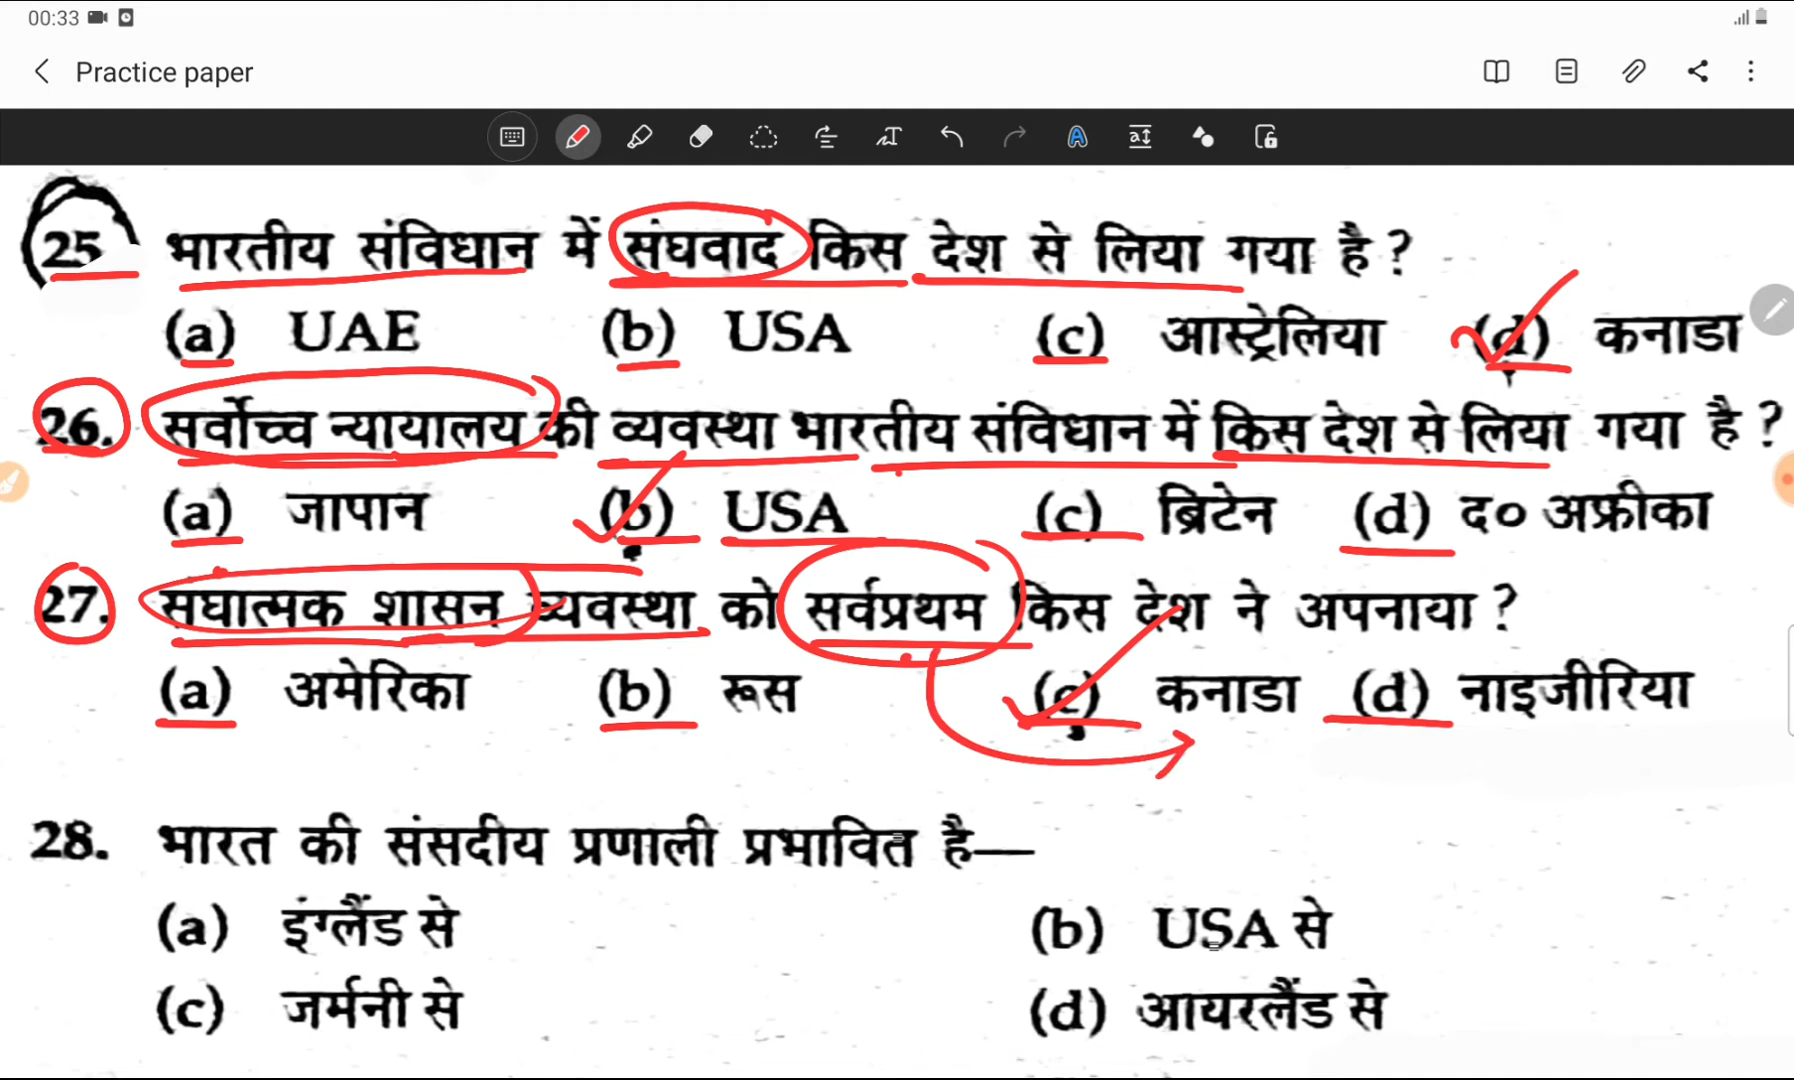 00:33
Practice paper
25 भारतीय संविधान में संघवाद किस देश से लिया गया है ?
(a) UAE (b) USA (c) आस्ट्रेलिया (d) कनाडा
26. सर्वोच्च न्यायालय की व्यवस्था भारतीय संविधान में किस देश से लिया गया है ?
(a) जापान (b) USA (c) ब्रिटेन (d) द० अफ्रीका
27. संघात्मक शासन व्यवस्था को सर्वप्रथम किस देश ने अपनाया ?
(a) अमेरिका (b) रूस (c) कनाडा (d) नाइजीरिया
28. भारत की संसदीय प्रणाली प्रभावित है—
(a) इंग्लैंड से (b) USA से
(c) जर्मनी से (d) आयरलैंड से